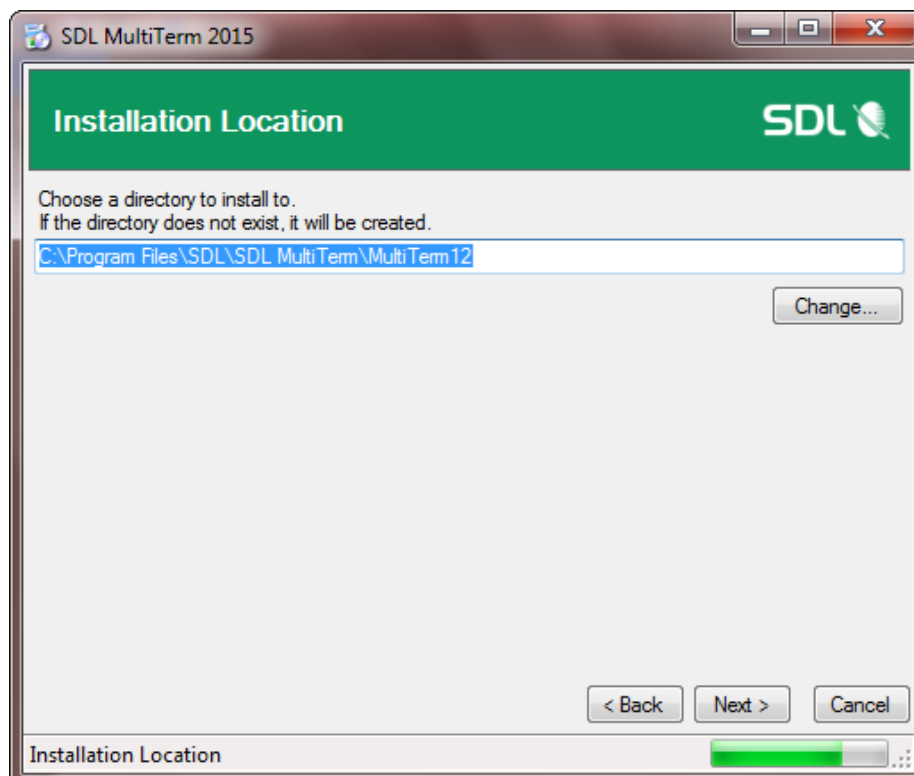 SDL MultiTerm 2015
Installation Location
SDL
Choose a directory to install to.
If the directory does not exist, it will be created.
C:\Program Files\SDL\SDL MultiTerm\MultiTerm12
Change...
< Back
Next >
Cancel
Installation Location